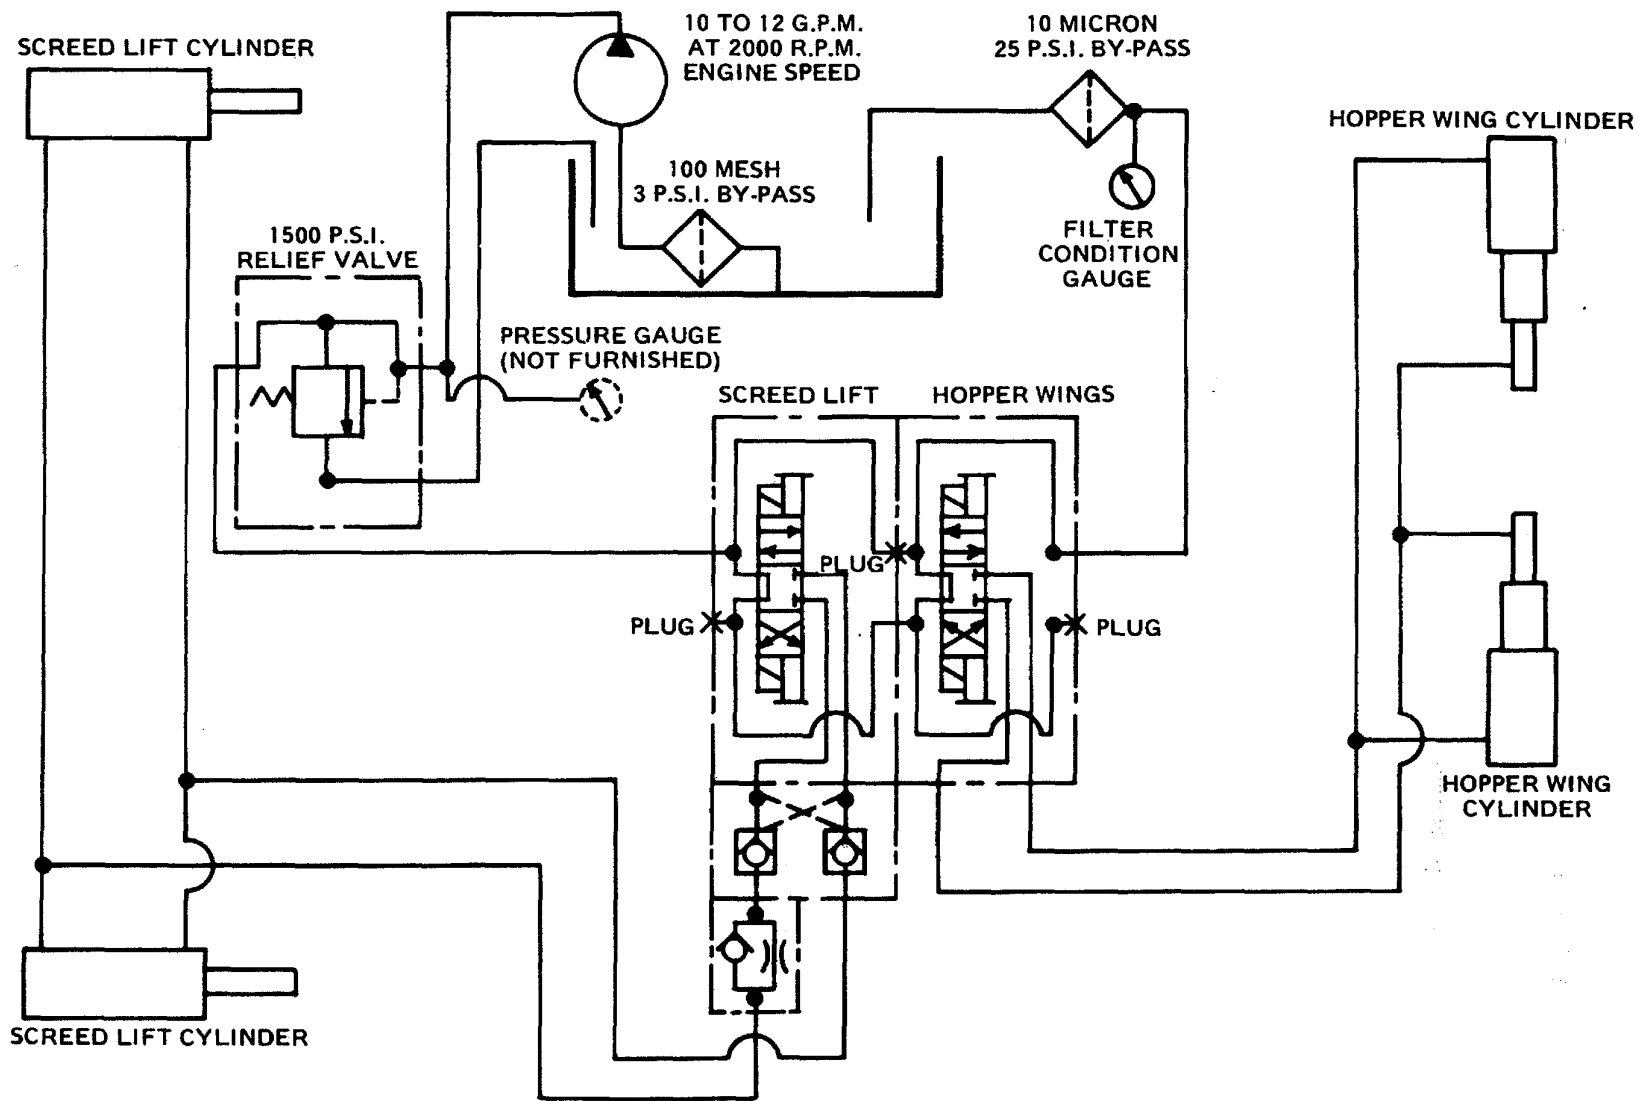 SCREED LIFT CYLINDER
10 TO 12 G.P.M.
AT 2000 R.P.M.
ENGINE SPEED
10 MICRON
25 P.S.I. BY-PASS
HOPPER WING CYLINDER
100 MESH
3 P.S.I. BY-PASS
FILTER
CONDITION
GAUGE
1500 P.S.I.
RELIEF VALVE
PRESSURE GAUGE
(NOT FURNISHED)
SCREED LIFT
HOPPER WINGS
PLUG
PLUG
PLUG
HOPPER WING
CYLINDER
SCREED LIFT CYLINDER